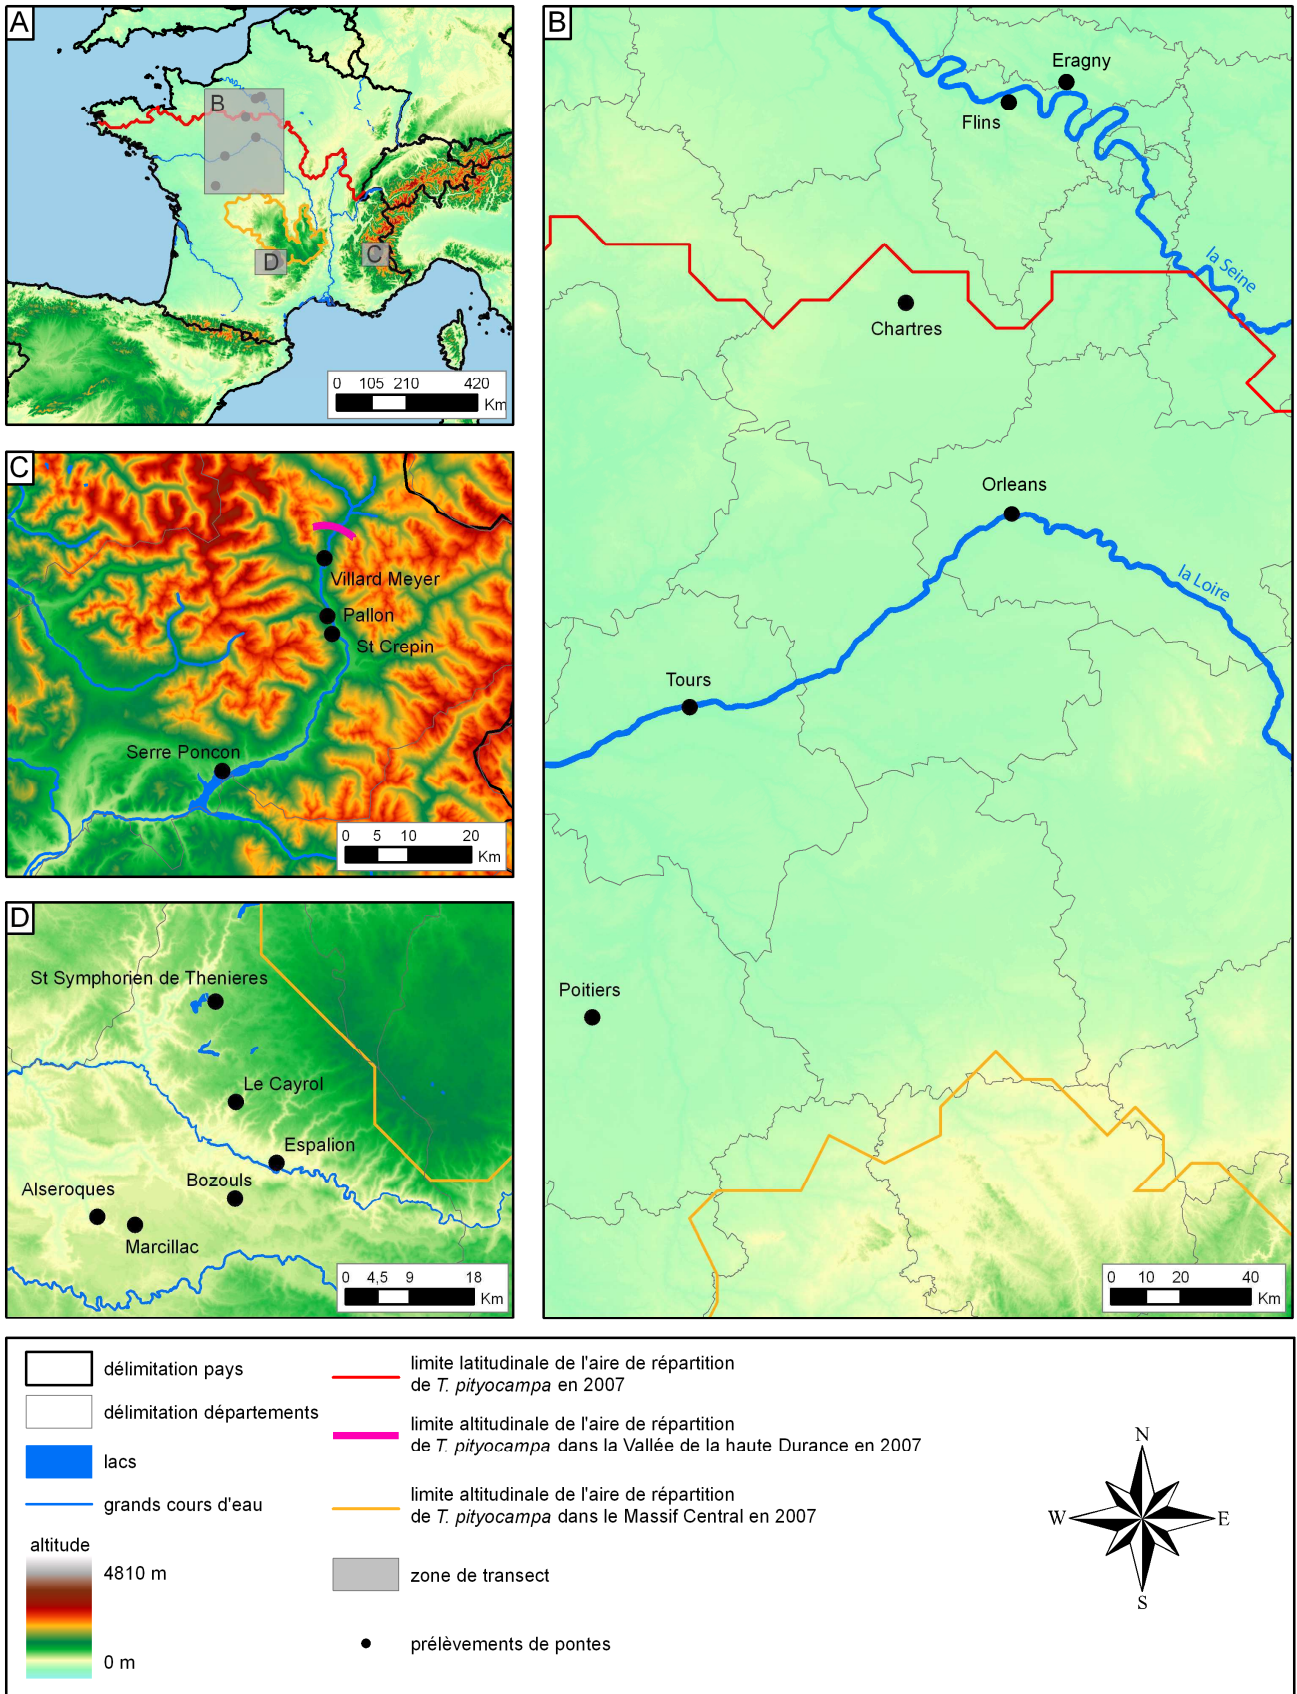 A
B
D
C
0 105 210 420
Km
B
Eragny
Flins
la Seine
Chartres
Orleans
la Loire
Tours
Poitiers
0 10 20 40
Km
C
Villard Meyer
Pallon
St Crepin
Serre Poncon
0 5 10 20
Km
D
St Symphorien de Thenieres
Le Cayrol
Espalion
Bozouls
Alseroques
Marcillac
0 4,5 9 18
Km
délimitation pays
délimitation départements
lacs
grands cours d'eau
altitude
4810 m
0 m
limite latitudinale de l'aire de répartition
de T. pityocampa en 2007
limite altitudinale de l'aire de répartition
de T. pityocampa dans la Vallée de la haute Durance en 2007
limite altitudinale de l'aire de répartition
de T. pityocampa dans le Massif Central en 2007
zone de transect
prélèvements de pontes
N
W E
S